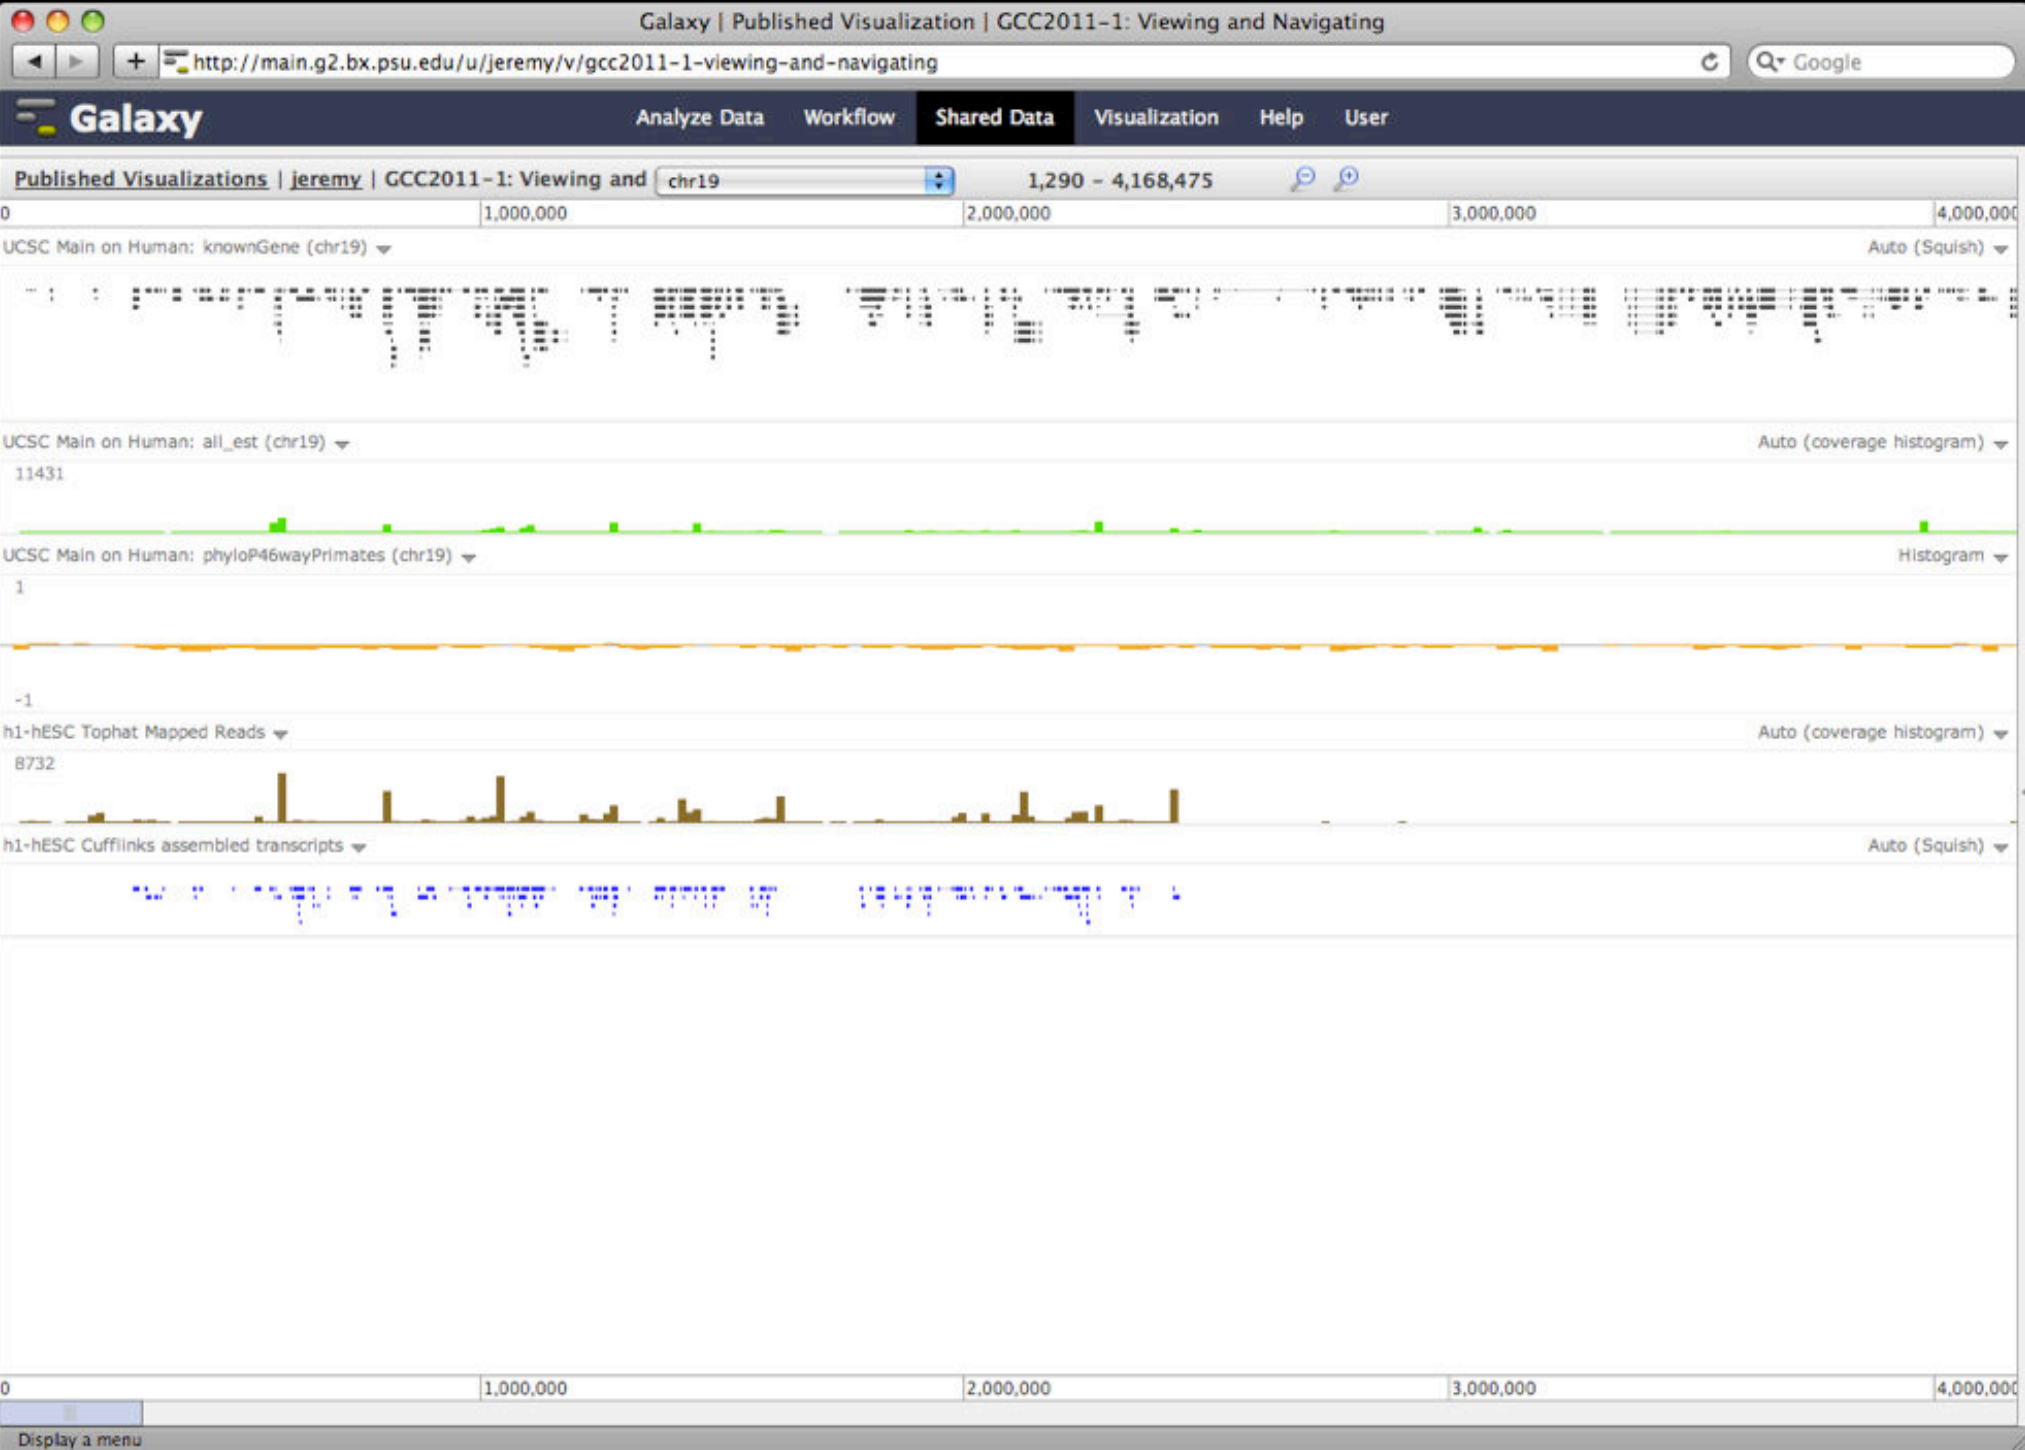 Galaxy | Published Visualization | GCC2011-1: Viewing and Navigating
http://main.g2.bx.psu.edu/u/jeremy/v/gcc2011-1-viewing-and-navigating
Google
Galaxy
Analyze Data Workflow Shared Data Visualization Help User
Published Visualizations | jeremy | GCC2011-1: Viewing and chr19 1,290 - 4,168,475
0 1,000,000 2,000,000 3,000,000 4,000,000
UCSC Main on Human: knownGene (chr19) Auto (Squish)
UCSC Main on Human: all_est (chr19) Auto (coverage histogram)
11431
UCSC Main on Human: phyloP46wayPrimates (chr19) Histogram
1
-1
h1-hESC Tophat Mapped Reads Auto (coverage histogram)
8732
h1-hESC Cufflinks assembled transcripts Auto (Squish)
0 1,000,000 2,000,000 3,000,000 4,000,000
Display a menu